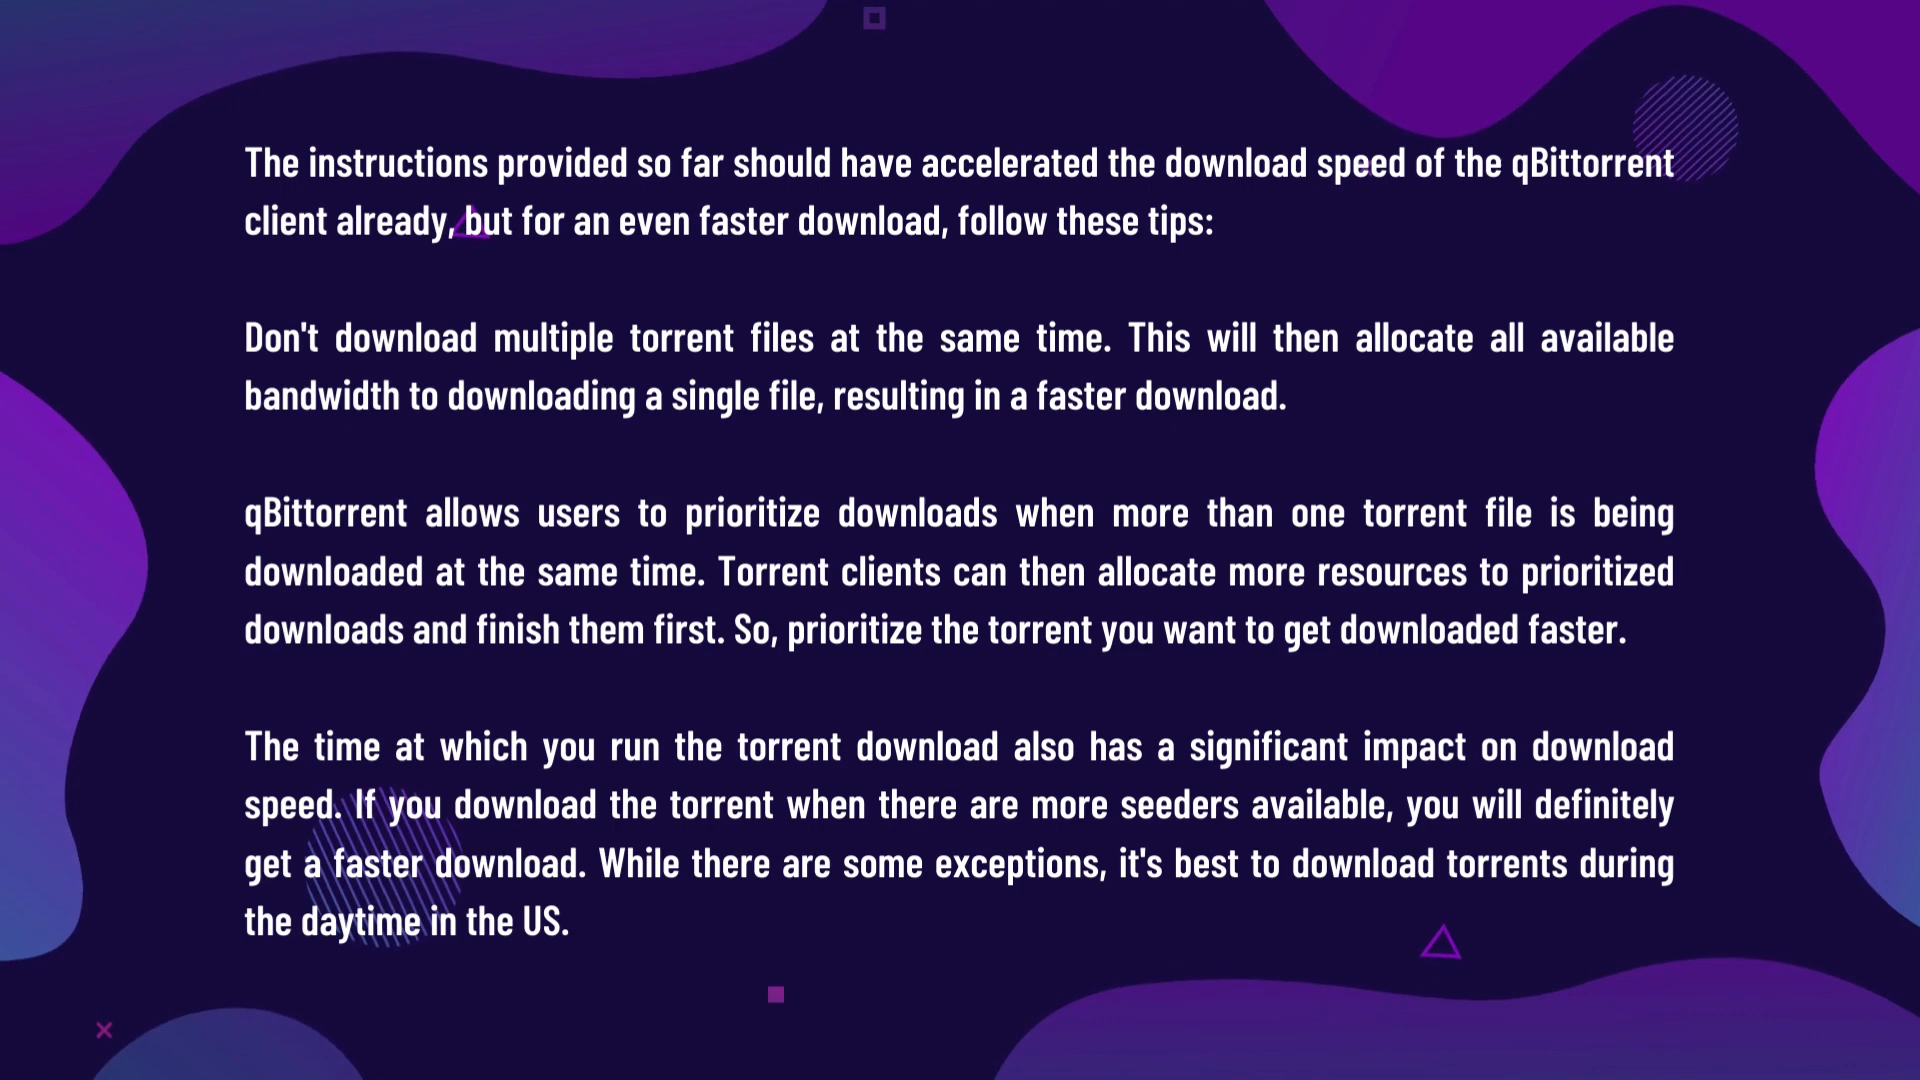 The instructions provided so far should have accelerated the download speed of the qBittorrent
client already, but for an even faster download, follow these tips:
Don't download multiple torrent files at the same time. This will then allocate all available
bandwidth to downloading a single file, resulting in a faster download.
qBittorrent allows users to prioritize downloads when more than one torrent file is being
downloaded at the same time. Torrent clients can then allocate more resources to prioritized
downloads and finish them first. So, prioritize the torrent you want to get downloaded faster.
The time at which you run the torrent download also has a significant impact on download
speed. If you download the torrent when there are more seeders available, you will definitely
get a faster download. While there are some exceptions, it's best to download torrents during
the daytime in the US.